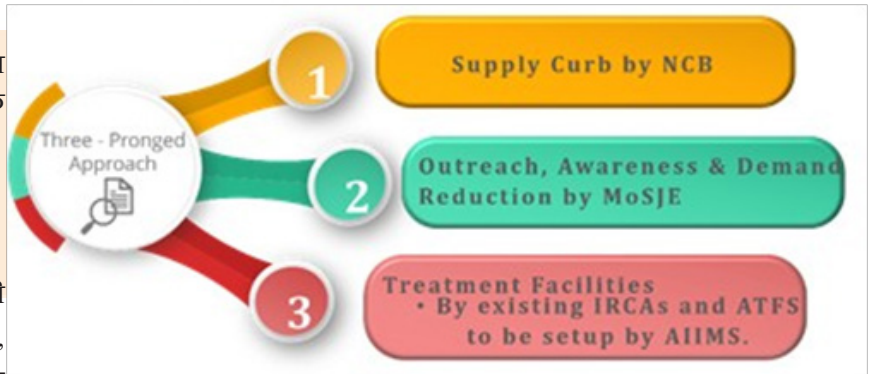 Three - Pronged
Approach
1
Supply Curb by NCB
2
Outreach, Awareness & Demand
Reduction by MoSJE
3
Treatment Facilities
• By existing IRCAs and ATFS
to be setup by AIIMS.